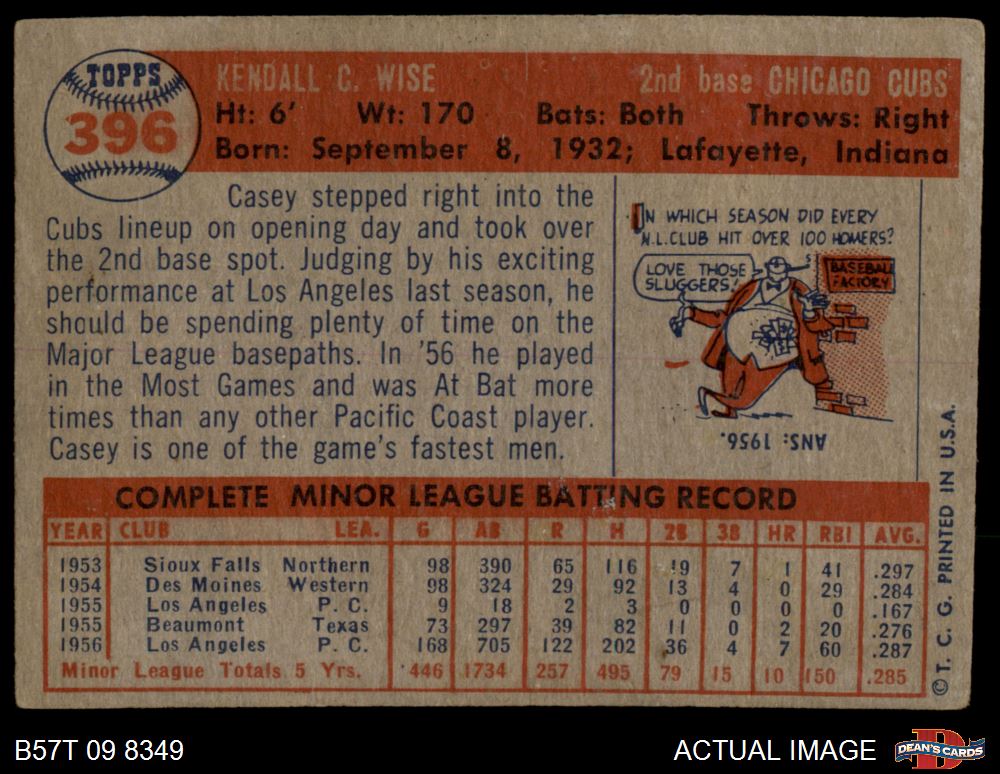 TOPPS
396
KENDALL C. WISE 2nd base CHICAGO CUBS
Ht: 6' Wt: 170 Bats: Both Throws: Right
Born: September 8, 1932; Lafayette, Indiana
Casey stepped right into the
Cubs lineup on opening day and took over
the 2nd base spot. Judging by his exciting
performance at Los Angeles last season, he
should be spending plenty of time on the
Major League basepaths. In '56 he played
in the Most Games and was At Bat more
times than any other Pacific Coast player.
Casey is one of the game's fastest men.
IN WHICH SEASON DID EVERY
N.L. CLUB HIT OVER 100 HOMERS?
LOVE THOSE
SLUGGERS!
BASEBALL
FACTORY
ANS: 1956.
COMPLETE MINOR LEAGUE BATTING RECORD
YEAR CLUB LEA. G AB R H 2B 3B HR RBI AVG.
1953 Sioux Falls Northern 98 390 65 116 19 7 1 41 .297
1954 Des Moines Western 98 324 29 92 13 4 0 29 .284
1955 Los Angeles P. C. 9 18 2 3 0 0 0 0 .167
1955 Beaumont Texas 73 297 39 82 11 0 2 20 .276
1956 Los Angeles P. C. 168 705 122 202 36 4 7 60 .287
Minor League Totals 5 Yrs. 446 1734 257 495 79 15 10 150 .285
©T. C. G. PRINTED IN U.S.A.
B57T 09 8349 ACTUAL IMAGE DEAN'S CARDS